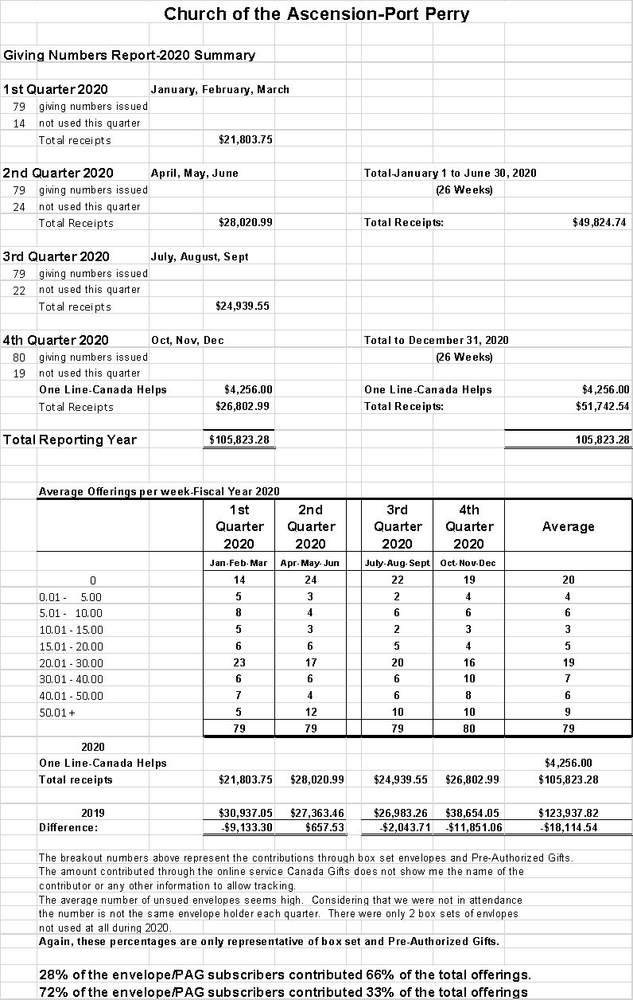 Church of the Ascension-Port Perry
Giving Numbers Report-2020 Summary
1st Quarter 2020 January, February, March
79 giving numbers issued
14 not used this quarter
Total receipts $21,803.75
2nd Quarter 2020 April, May, June Total-January 1 to June 30, 2020
79 giving numbers issued (26 Weeks)
24 not used this quarter
Total Receipts $28,020.99 Total Receipts: $49,824.74
3rd Quarter 2020 July, August, Sept
79 giving numbers issued
22 not used this quarter
Total receipts $24,939.55
4th Quarter 2020 Oct, Nov, Dec Total to December 31, 2020
80 giving numbers issued (26 Weeks)
19 not used this quarter
One Line-Canada Helps $4,256.00 One Line-Canada Helps $4,256.00
Total Receipts $26,802.99 Total Receipts: $51,742.54
Total Reporting Year $105,823.28 105,823.28
Average Offerings per week-Fiscal Year 2020
1st 2nd 3rd 4th
Quarter Quarter Quarter Quarter Average
2020 2020 2020 2020
Jan-Feb-Mar Apr-May-Jun July-Aug-Sept Oct-Nov-Dec
0 14 24 22 19 20
0.01 - 5.00 5 3 2 4 4
5.01 - 10.00 8 4 6 6 6
10.01 - 15.00 5 3 2 3 3
15.01 - 20.00 6 6 5 4 5
20.01 - 30.00 23 17 20 16 19
30.01 - 40.00 6 6 6 10 7
40.01 - 50.00 7 4 6 8 6
50.01 + 5 12 10 10 9
79 79 79 80 79
2020
One Line-Canada Helps $4,256.00
Total receipts $21,803.75 $28,020.99 $24,939.55 $26,802.99 $105,823.28
2019 $30,937.05 $27,363.46 $26,983.26 $38,654.05 $123,937.82
Difference: -$9,133.30 $657.53 -$2,043.71 -$11,851.06 -$18,114.54
The breakout numbers above represent the contributions through box set envelopes and Pre-Authorized Gifts.
The amount contributed through the online service Canada Gifts does not show me the name of the
contributor or any other information to allow tracking.
The average number of unsued envelopes seems high. Considering that we were not in attendance
the number is not the same envelope holder each quarter. There were only 2 box sets of envlopes
not used at all during 2020.
Again, these percentages are only representative of box set and Pre-Authorized Gifts.
28% of the envelope/PAG subscribers contributed 66% of the total offerings.
72% of the envelope/PAG subscribers contributed 33% of the total offerings